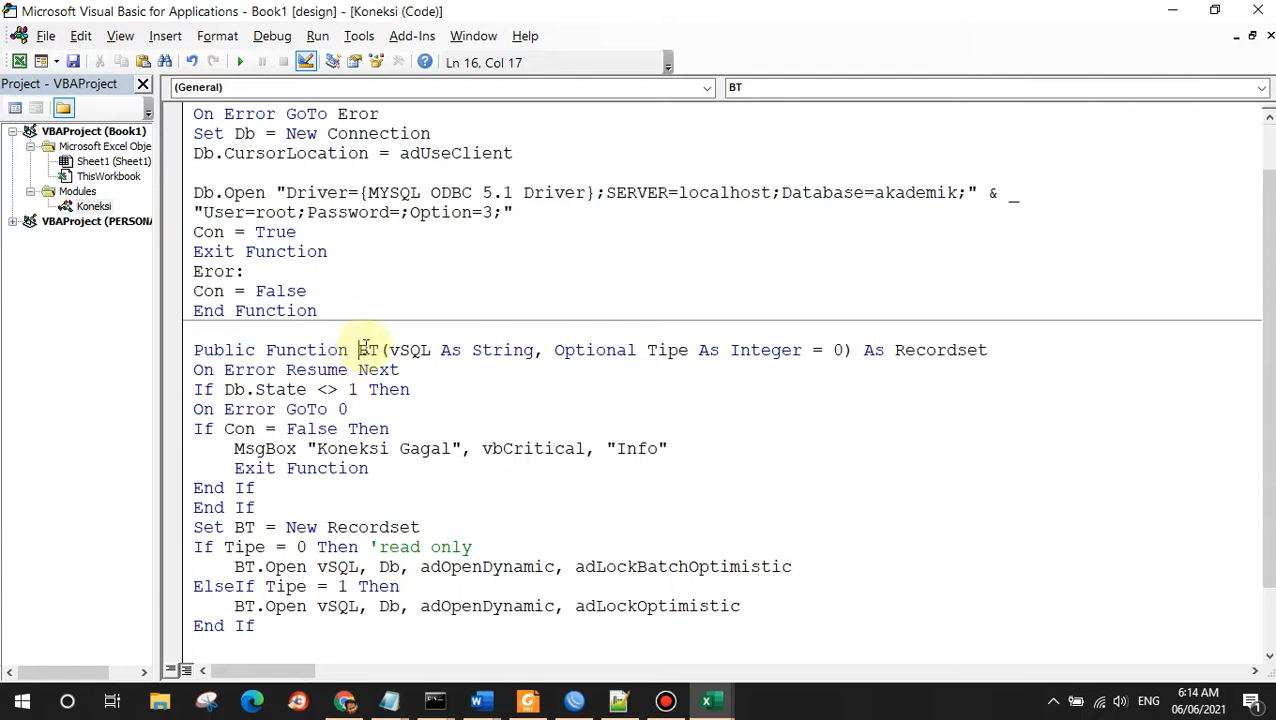 Microsoft Visual Basic for Applications - Book1 [design] - [Koneksi (Code)]
File Edit View Insert Format Debug Run Tools Add-Ins Window Help
Ln 16, Col 17
Project - VBAProject
(General)
BT
VBAProject (Book1)
Microsoft Excel Obje
Sheet1 (Sheet1)
ThisWorkbook
Modules
Koneksi
VBAProject (PERSONA
On Error GoTo Eror
Set Db = New Connection
Db.CursorLocation = adUseClient
Db.Open "Driver={MYSQL ODBC 5.1 Driver};SERVER=localhost;Database=akademik;" & _
"User=root;Password=;Option=3;"
Con = True
Exit Function
Eror:
Con = False
End Function
Public Function BT(vSQL As String, Optional Tipe As Integer = 0) As Recordset
On Error Resume Next
If Db.State <> 1 Then
On Error GoTo 0
If Con = False Then
MsgBox "Koneksi Gagal", vbCritical, "Info"
Exit Function
End If
End If
Set BT = New Recordset
If Tipe = 0 Then 'read only
BT.Open vSQL, Db, adOpenDynamic, adLockBatchOptimistic
ElseIf Tipe = 1 Then
BT.Open vSQL, Db, adOpenDynamic, adLockOptimistic
End If
ENG
6:14 AM
06/06/2021